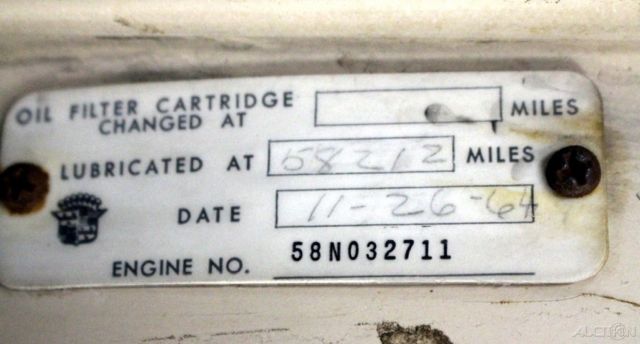 OIL FILTER CARTRIDGE
CHANGED AT MILES
LUBRICATED AT 58212 MILES
DATE 11-26-64
ENGINE NO. 58N032711